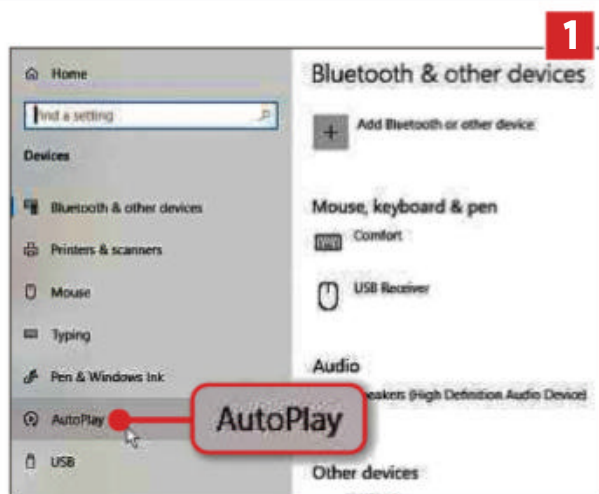 1
Home
Find a setting
Devices
Bluetooth & other devices
Printers & scanners
Mouse
Typing
Pen & Windows Ink
AutoPlay
USB
Bluetooth & other devices
Add Bluetooth or other device
Mouse, keyboard & pen
Comfort
USB Receiver
Audio
(High Definition Audio Device)
Other devices
AutoPlay